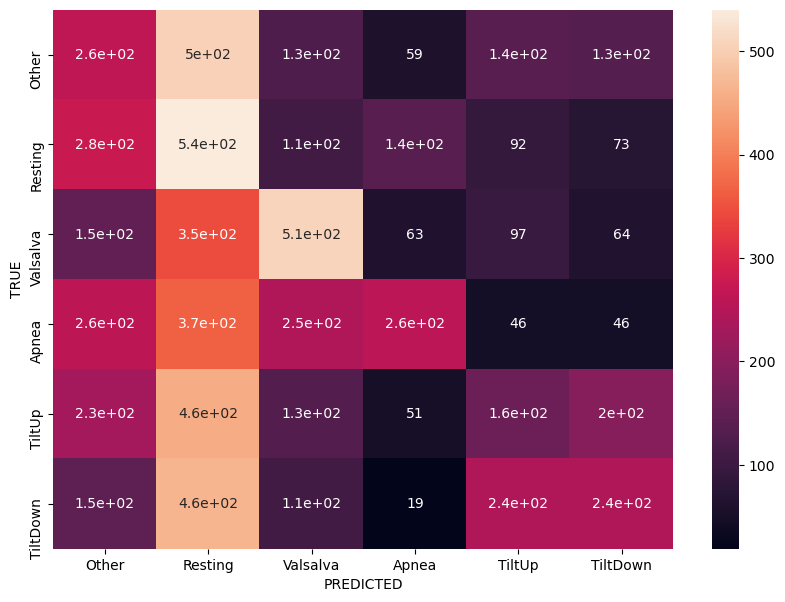 Other 2.6e+02 5e+02 1.3e+02 59 1.4e+02 1.3e+02
Resting 2.8e+02 5.4e+02 1.1e+02 1.4e+02 92 73
Valsalva 1.5e+02 3.5e+02 5.1e+02 63 97 64
Apnea 2.6e+02 3.7e+02 2.5e+02 2.6e+02 46 46
TiltUp 2.3e+02 4.6e+02 1.3e+02 51 1.6e+02 2e+02
TiltDown 1.5e+02 4.6e+02 1.1e+02 19 2.4e+02 2.4e+02
TRUE
Other Resting Valsalva Apnea TiltUp TiltDown
PREDICTED
500
400
300
200
100